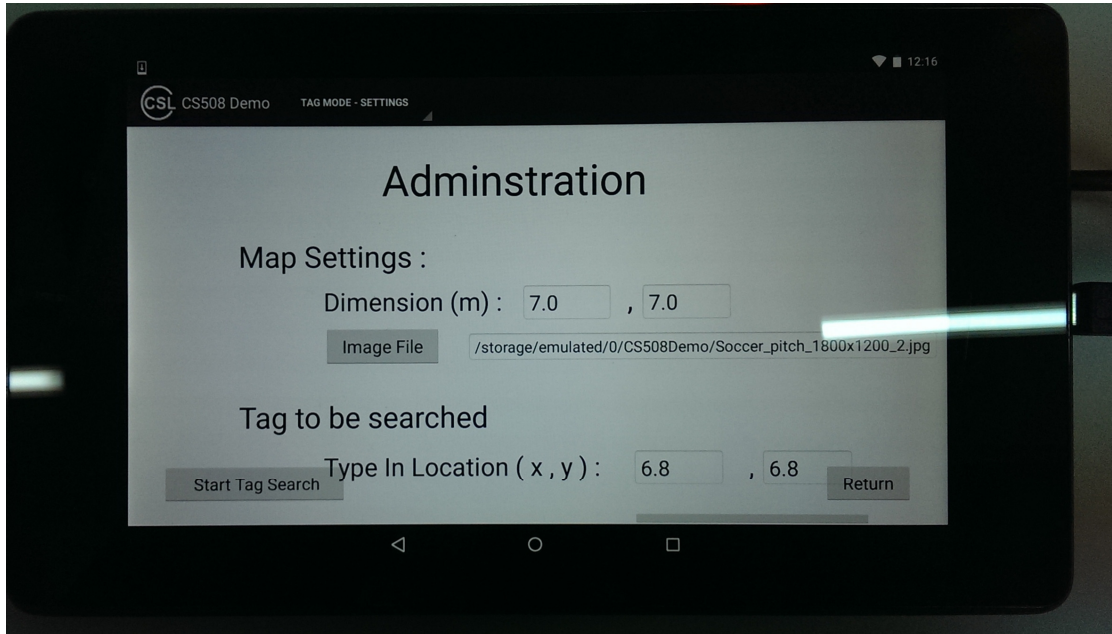 12:16
CSL CS508 Demo TAG MODE - SETTINGS
Adminstration
Map Settings :
Dimension (m) : 7.0 , 7.0
Image File /storage/emulated/0/CS508Demo/Soccer_pitch_1800x1200_2.jpg
Tag to be searched
Type In Location ( x , y ) : 6.8 , 6.8
Start Tag Search Return